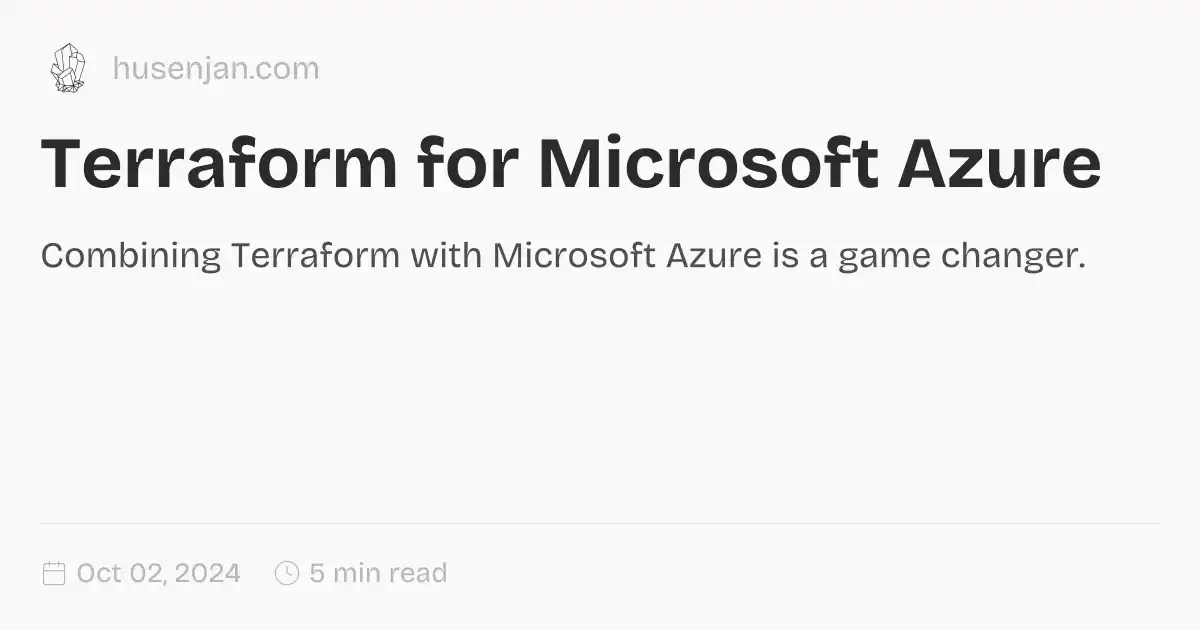 husenjan.com
Terraform for Microsoft Azure
Combining Terraform with Microsoft Azure is a game changer.
Oct 02, 2024 5 min read